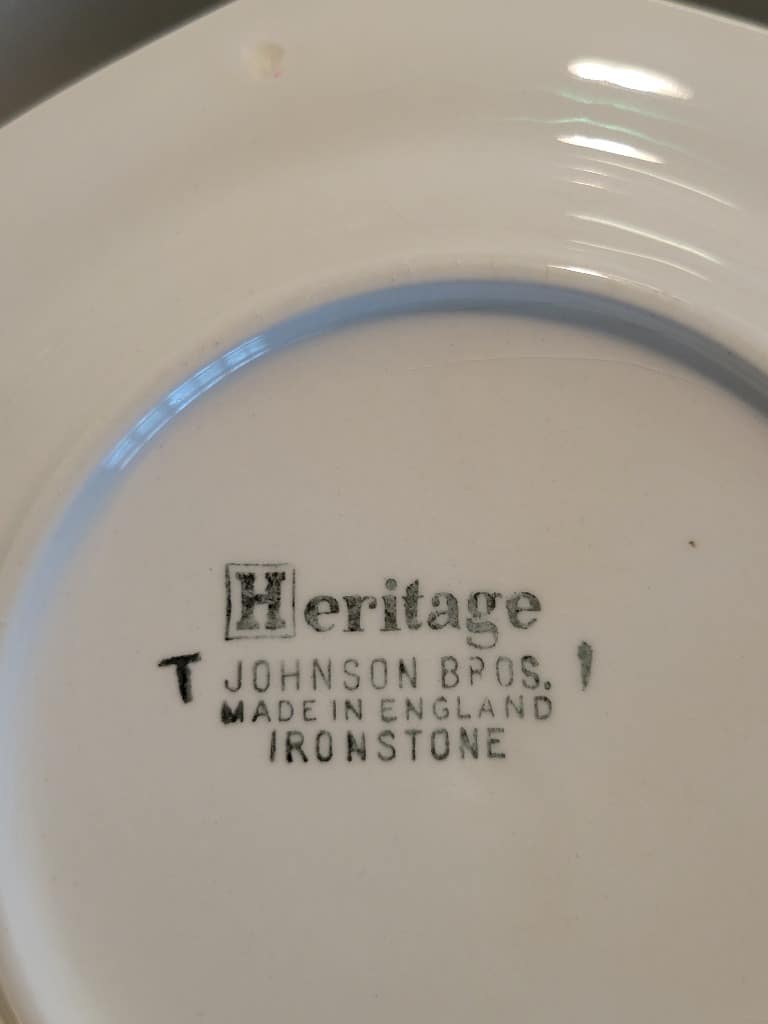 Heritage
T JOHNSON BROS. I
MADE IN ENGLAND
IRONSTONE